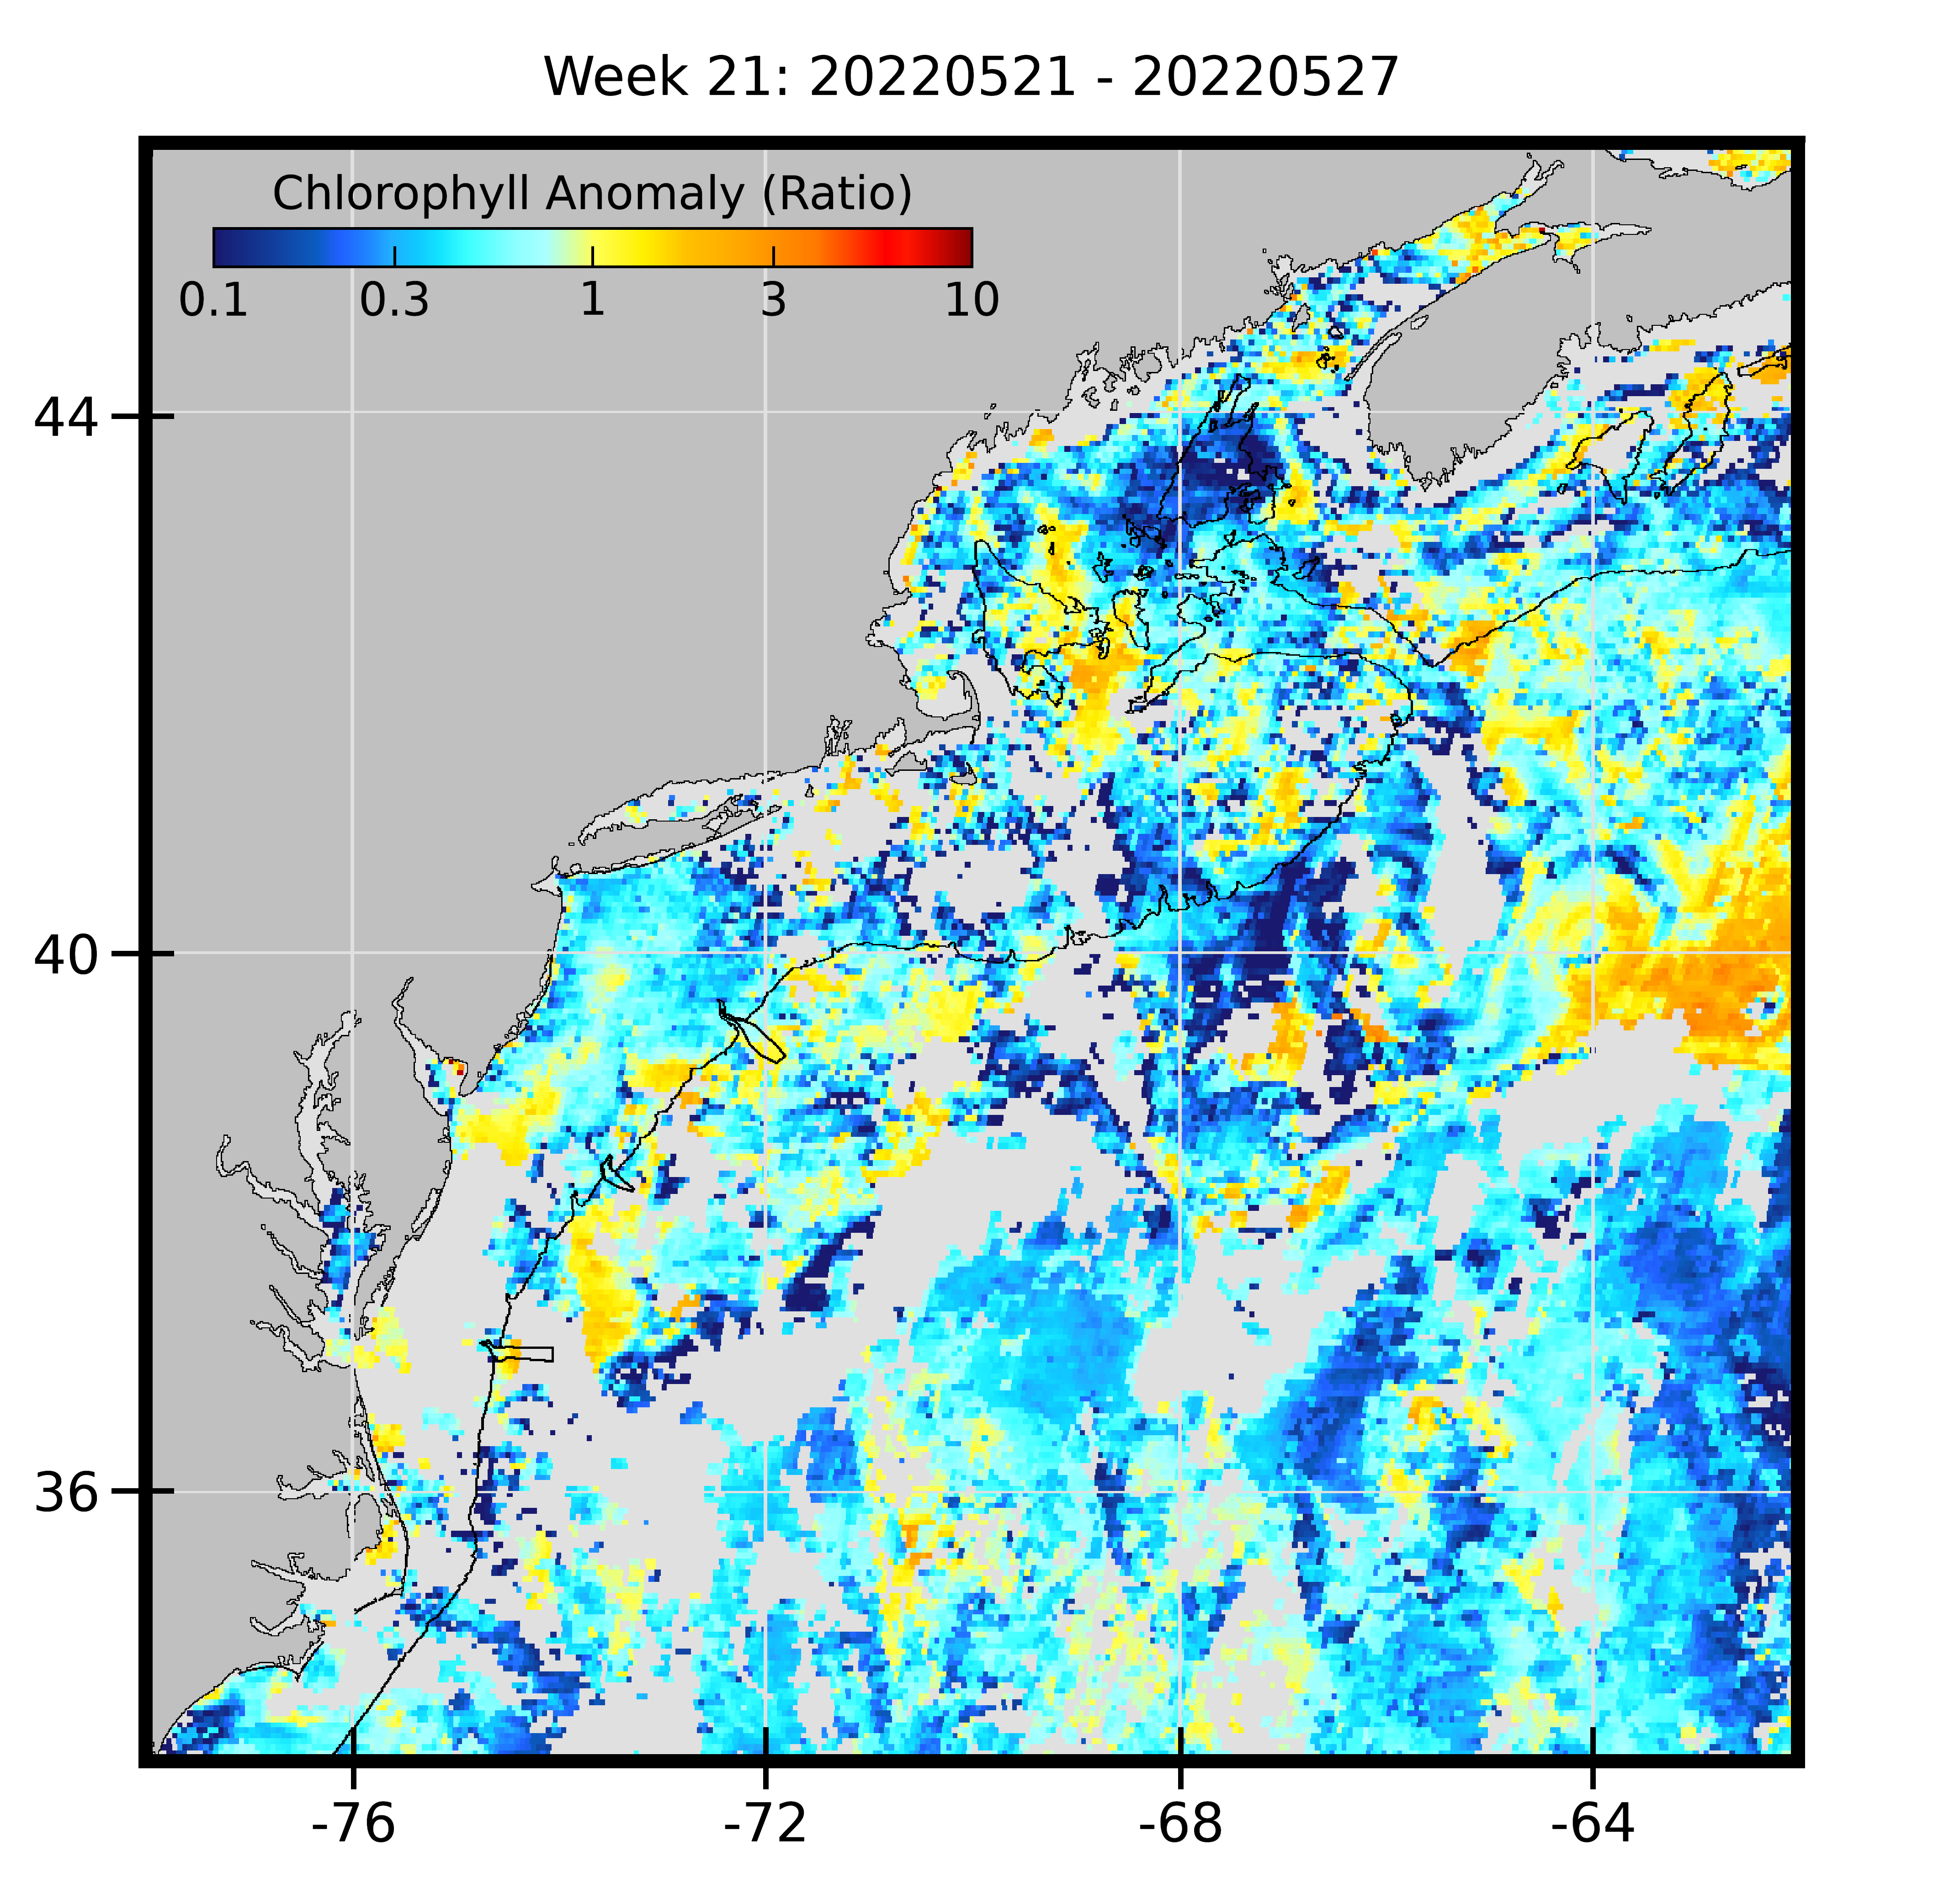 Week 21: 20220521 - 20220527
Chlorophyll Anomaly (Ratio)
0.1 0.3 1 3 10
44
40
36
-76 -72 -68 -64